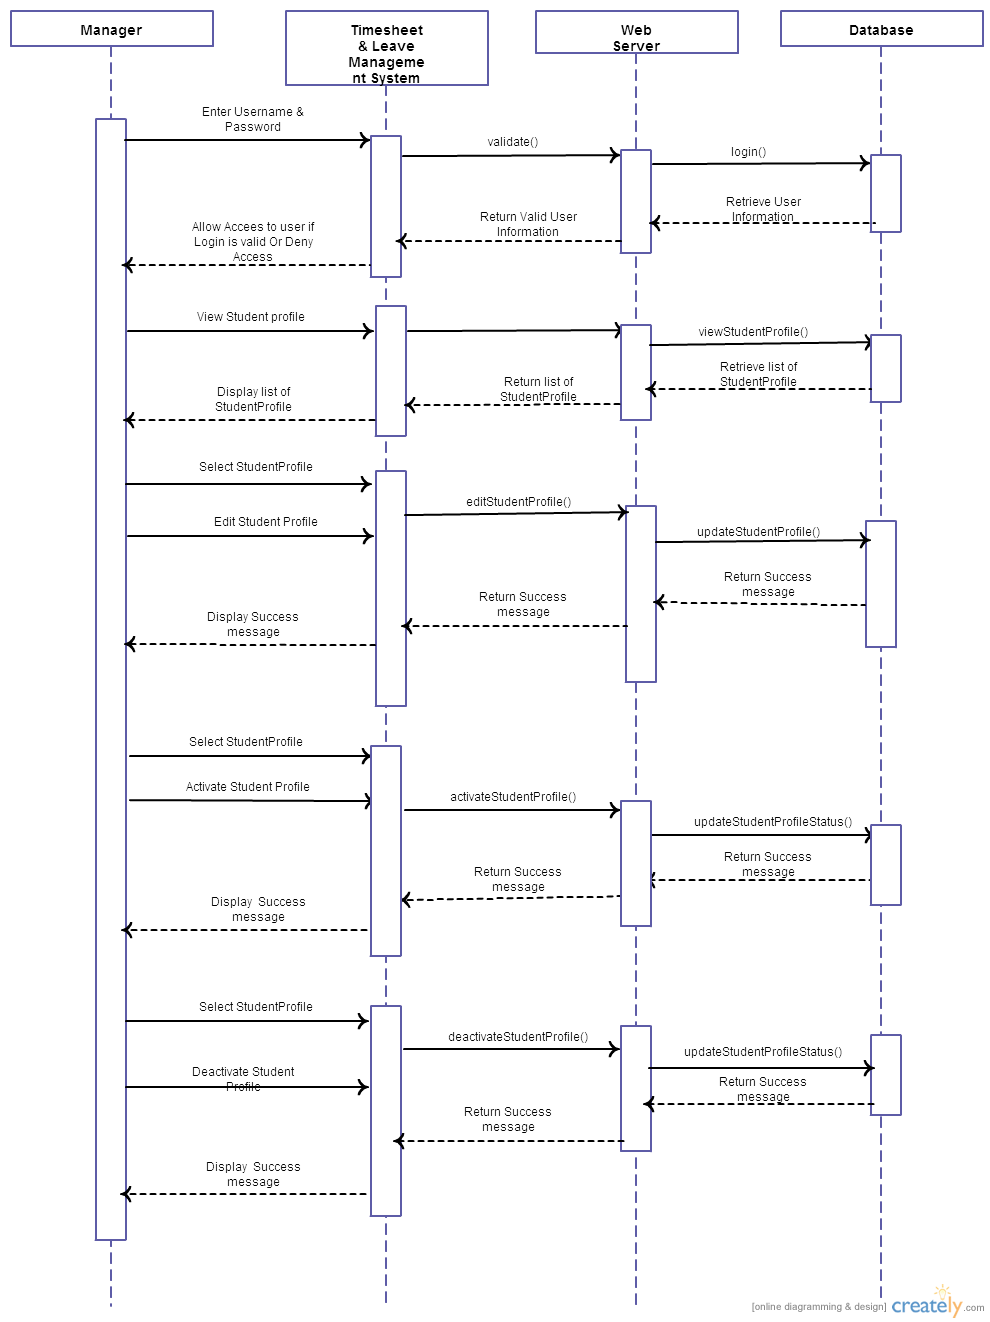 Manager
Timesheet
& Leave
Manageme
nt System
Web
Server
Database
Enter Username &
Password
validate()
login()
Retrieve User
Information
Return Valid User
Information
Allow Accees to user if
Login is valid Or Deny
Access
View Student profile
viewStudentProfile()
Retrieve list of
StudentProfile
Return list of
StudentProfile
Display list of
StudentProfile
Select StudentProfile
editStudentProfile()
Edit Student Profile
updateStudentProfile()
Return Success
message
Return Success
message
Display Success
message
Select StudentProfile
Activate Student Profile
activateStudentProfile()
updateStudentProfileStatus()
Return Success
message
Return Success
message
Display  Success
message
Select StudentProfile
deactivateStudentProfile()
updateStudentProfileStatus()
Deactivate Student
Profile
Return Success
message
Return Success
message
Display  Success
message
[online diagramming & design] creately.com